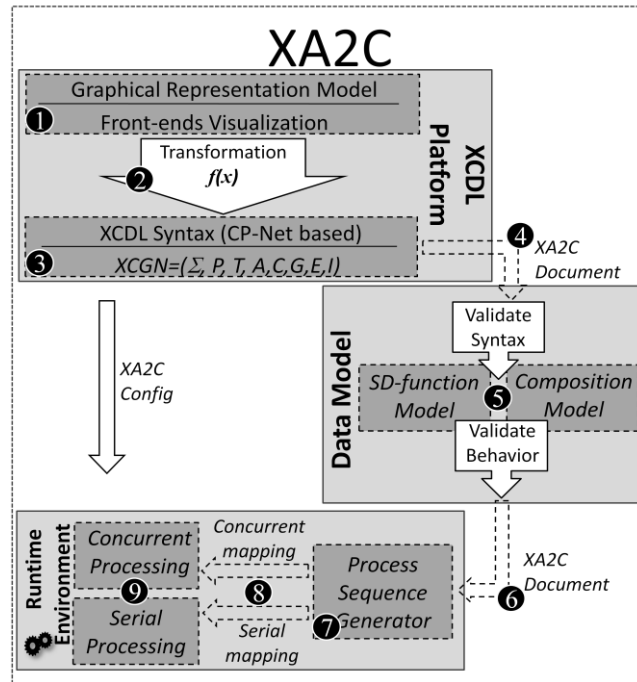 XA2C
Graphical Representation Model
1
Front-ends Visualization
Transformation
2
f(x)
XCDL
Platform
XCDL Syntax (CP-Net based)
3
XCGN=(Σ, P, T, A,C,G,E,I)
4
XA2C
Document
XA2C
Config
Data Model
Validate
Syntax
SD-function
Model
5
Composition
Model
Validate
Behavior
XA2C
Document
6
Runtime
Environment
Concurrent
Processing
9
Serial
Processing
Concurrent
mapping
8
Serial
mapping
Process
Sequence
7
Generator